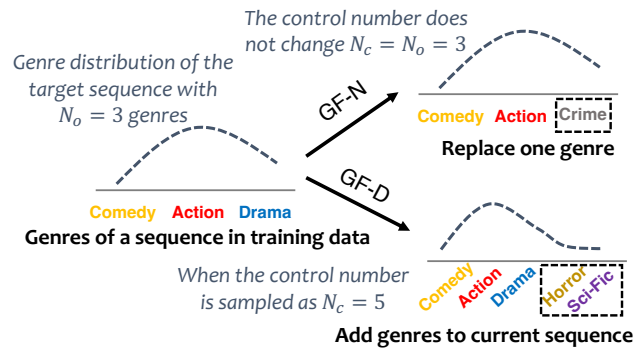 Genre distribution of the
target sequence with
N_o = 3 genres
Comedy Action Drama
Genres of a sequence in training data
The control number does
not change N_c = N_o = 3
GF-N
Comedy Action Crime
Replace one genre
GF-D
When the control number
is sampled as N_c = 5
Comedy Action Drama Horror Sci-Fic
Add genres to current sequence